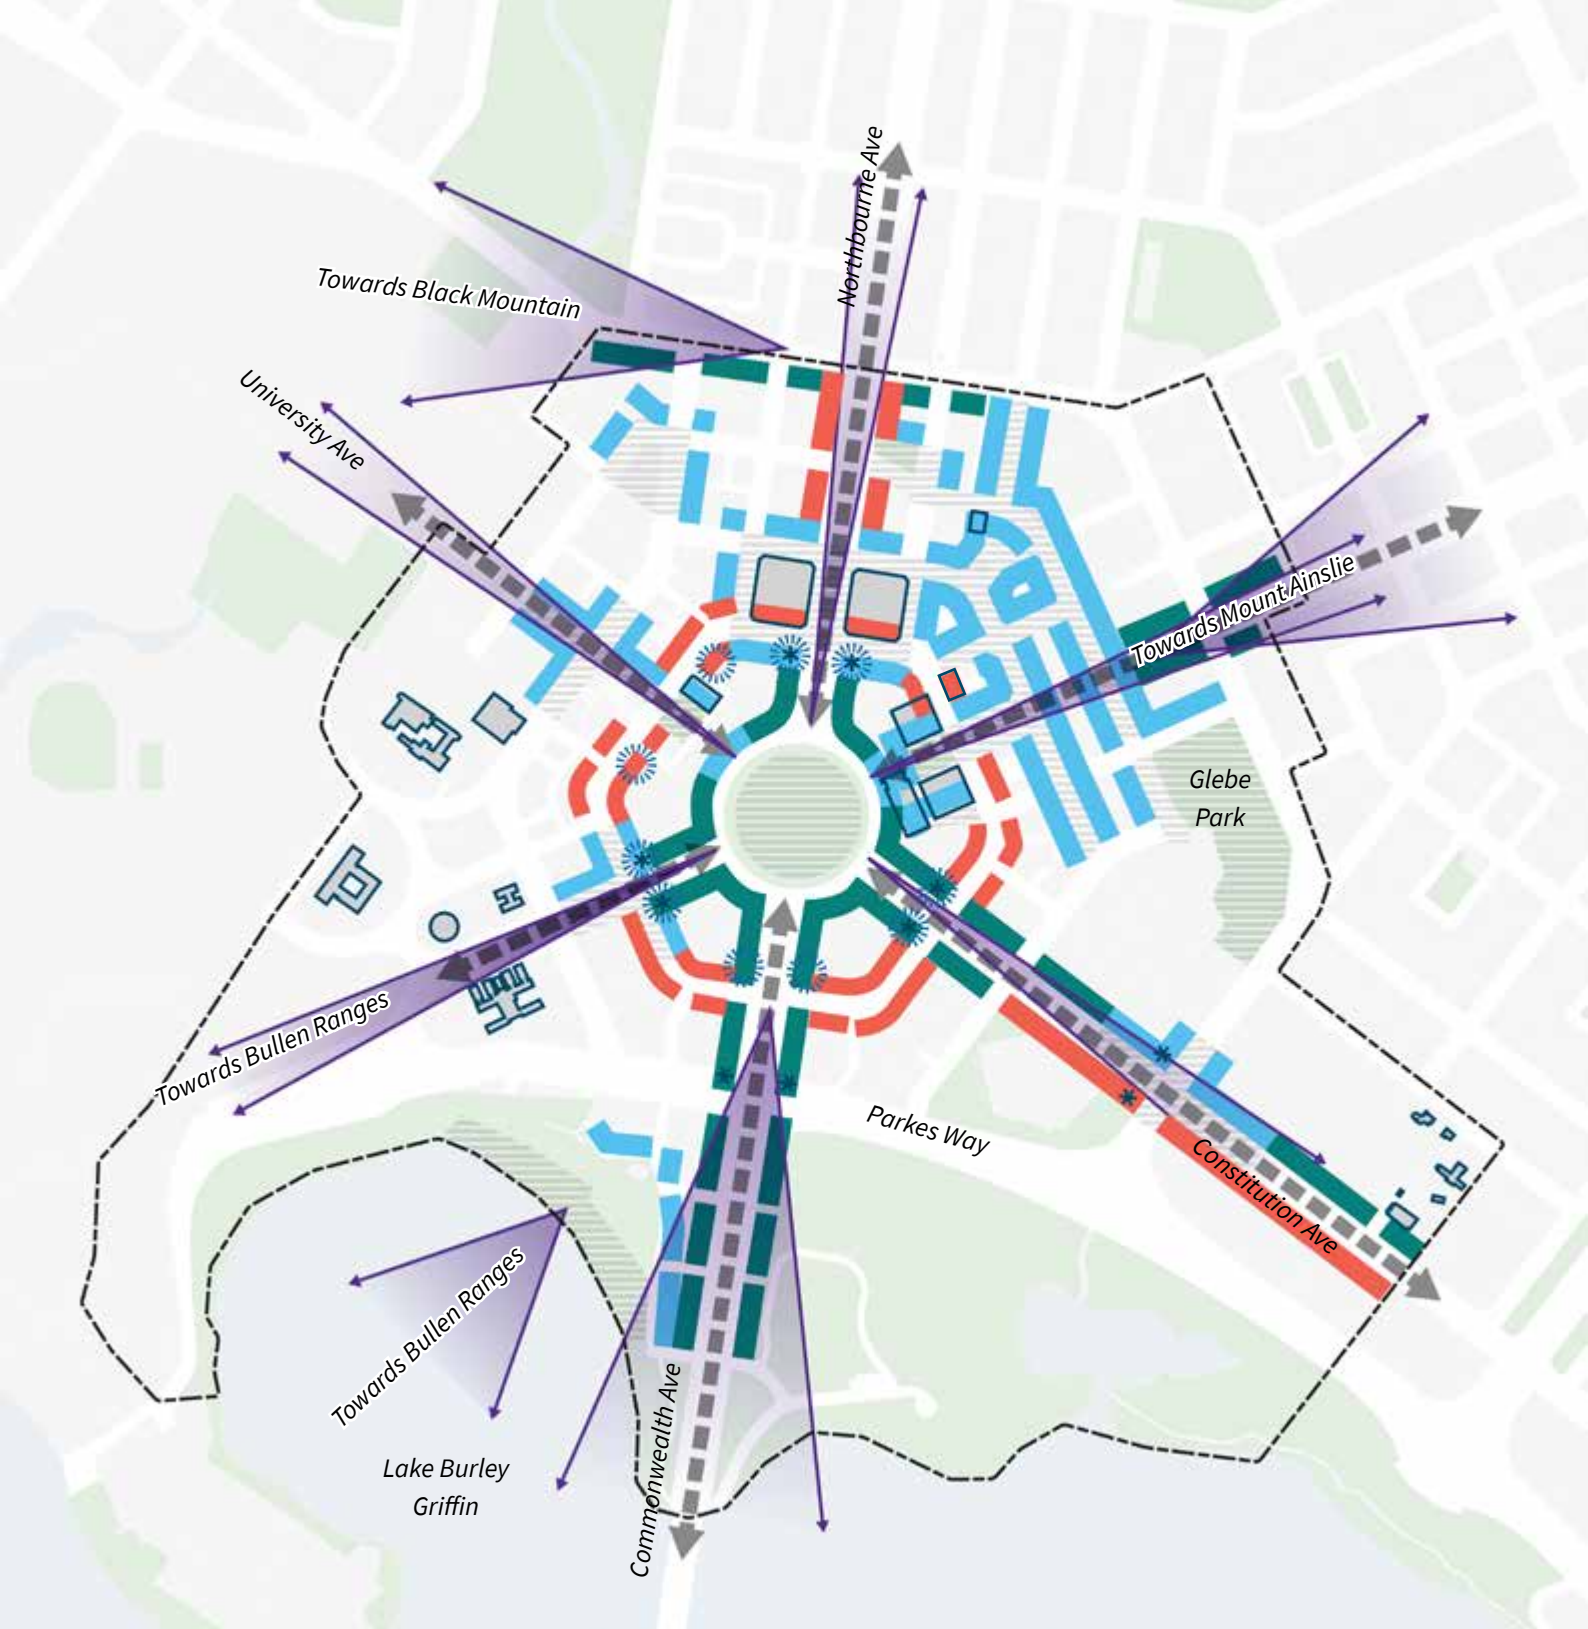 Northbourne Ave
Towards Black Mountain
University Ave
Towards Mount Ainslie
Glebe
Park
Towards Bullen Ranges
Parkes Way
Constitution Ave
Towards Bullen Ranges
Commonwealth Ave
Lake Burley
Griffin